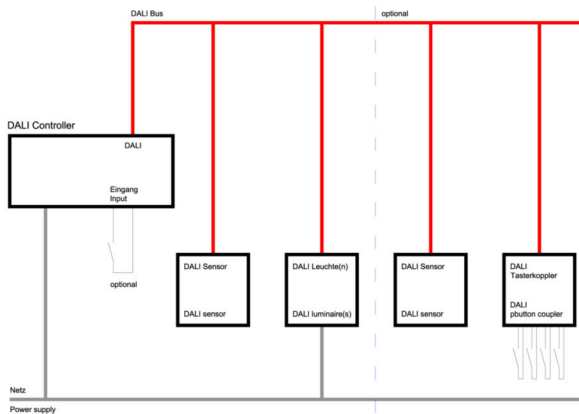 DALI Bus
optional
DALI Controller
DALI
Eingang
Input
optional
DALI Sensor
DALI sensor
DALI Leuchte(n)
DALI luminaire(s)
DALI Sensor
DALI sensor
DALI
Tasterkoppler
DALI
pbutton coupler
Netz
Power supply